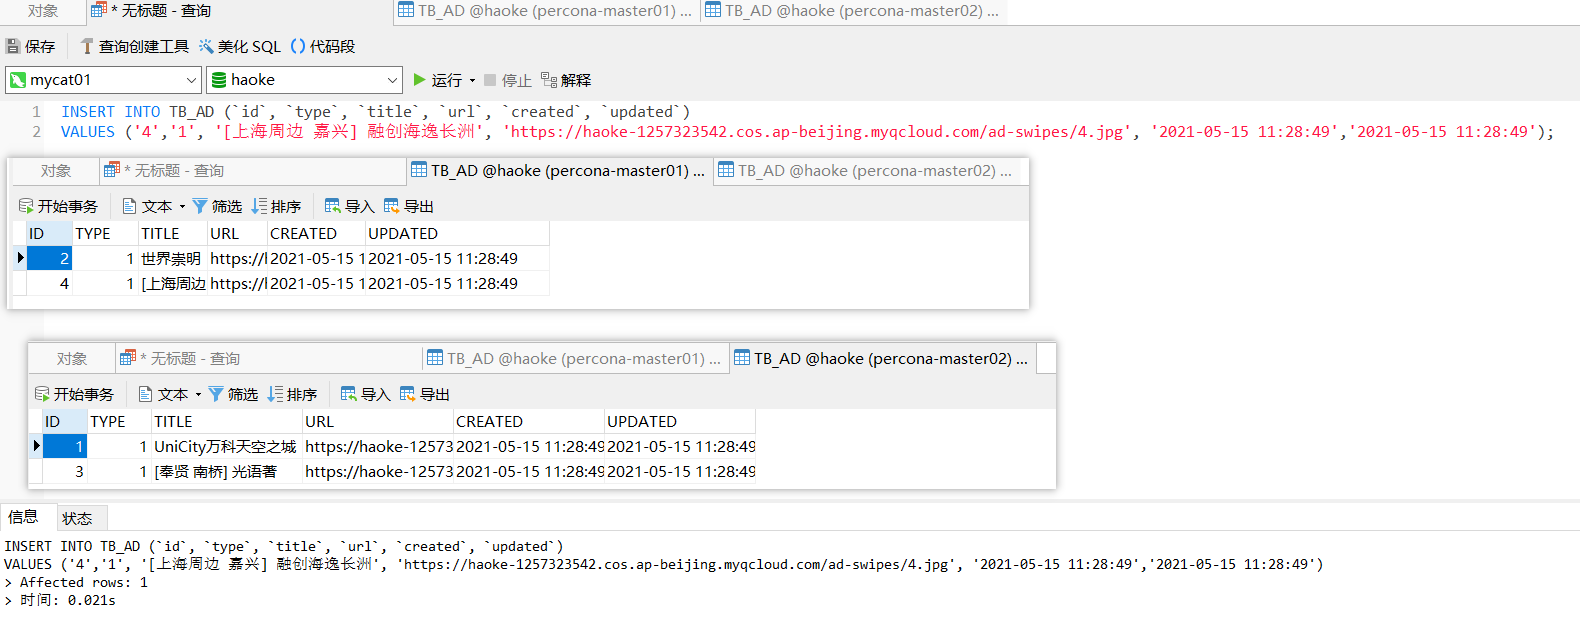 对象 * 无标题 - 查询 TB_AD @haoke (percona-master01) ... TB_AD @haoke (percona-master02) ...
保存 查询创建工具 美化 SQL () 代码段
mycat01 haoke 运行 停止 解释
1 INSERT INTO TB_AD (`id`, `type`, `title`, `url`, `created`, `updated`)
2 VALUES ('4','1', '[上海周边 嘉兴] 融创海逸长洲', 'https://haoke-1257323542.cos.ap-beijing.myqcloud.com/ad-swipes/4.jpg', '2021-05-15 11:28:49','2021-05-15 11:28:49');
对象 * 无标题 - 查询 TB_AD @haoke (percona-master01) ... TB_AD @haoke (percona-master02) ...
开始事务 文本 筛选 排序 导入 导出
ID TYPE TITLE URL CREATED UPDATED
2 1 世界崇明 https://l 2021-05-15 1 2021-05-15 11:28:49
4 1 [上海周边 https://l 2021-05-15 1 2021-05-15 11:28:49
对象 * 无标题 - 查询 TB_AD @haoke (percona-master01) ... TB_AD @haoke (percona-master02) ...
开始事务 文本 筛选 排序 导入 导出
ID TYPE TITLE URL CREATED UPDATED
1 1 UniCity万科天空之城 https://haoke-12573 2021-05-15 11:28:49 2021-05-15 11:28:49
3 1 [奉贤 南桥] 光语著 https://haoke-12573 2021-05-15 11:28:49 2021-05-15 11:28:49
信息 状态
INSERT INTO TB_AD (`id`, `type`, `title`, `url`, `created`, `updated`)
VALUES ('4','1', '[上海周边 嘉兴] 融创海逸长洲', 'https://haoke-1257323542.cos.ap-beijing.myqcloud.com/ad-swipes/4.jpg', '2021-05-15 11:28:49','2021-05-15 11:28:49')
> Affected rows: 1
> 时间: 0.021s